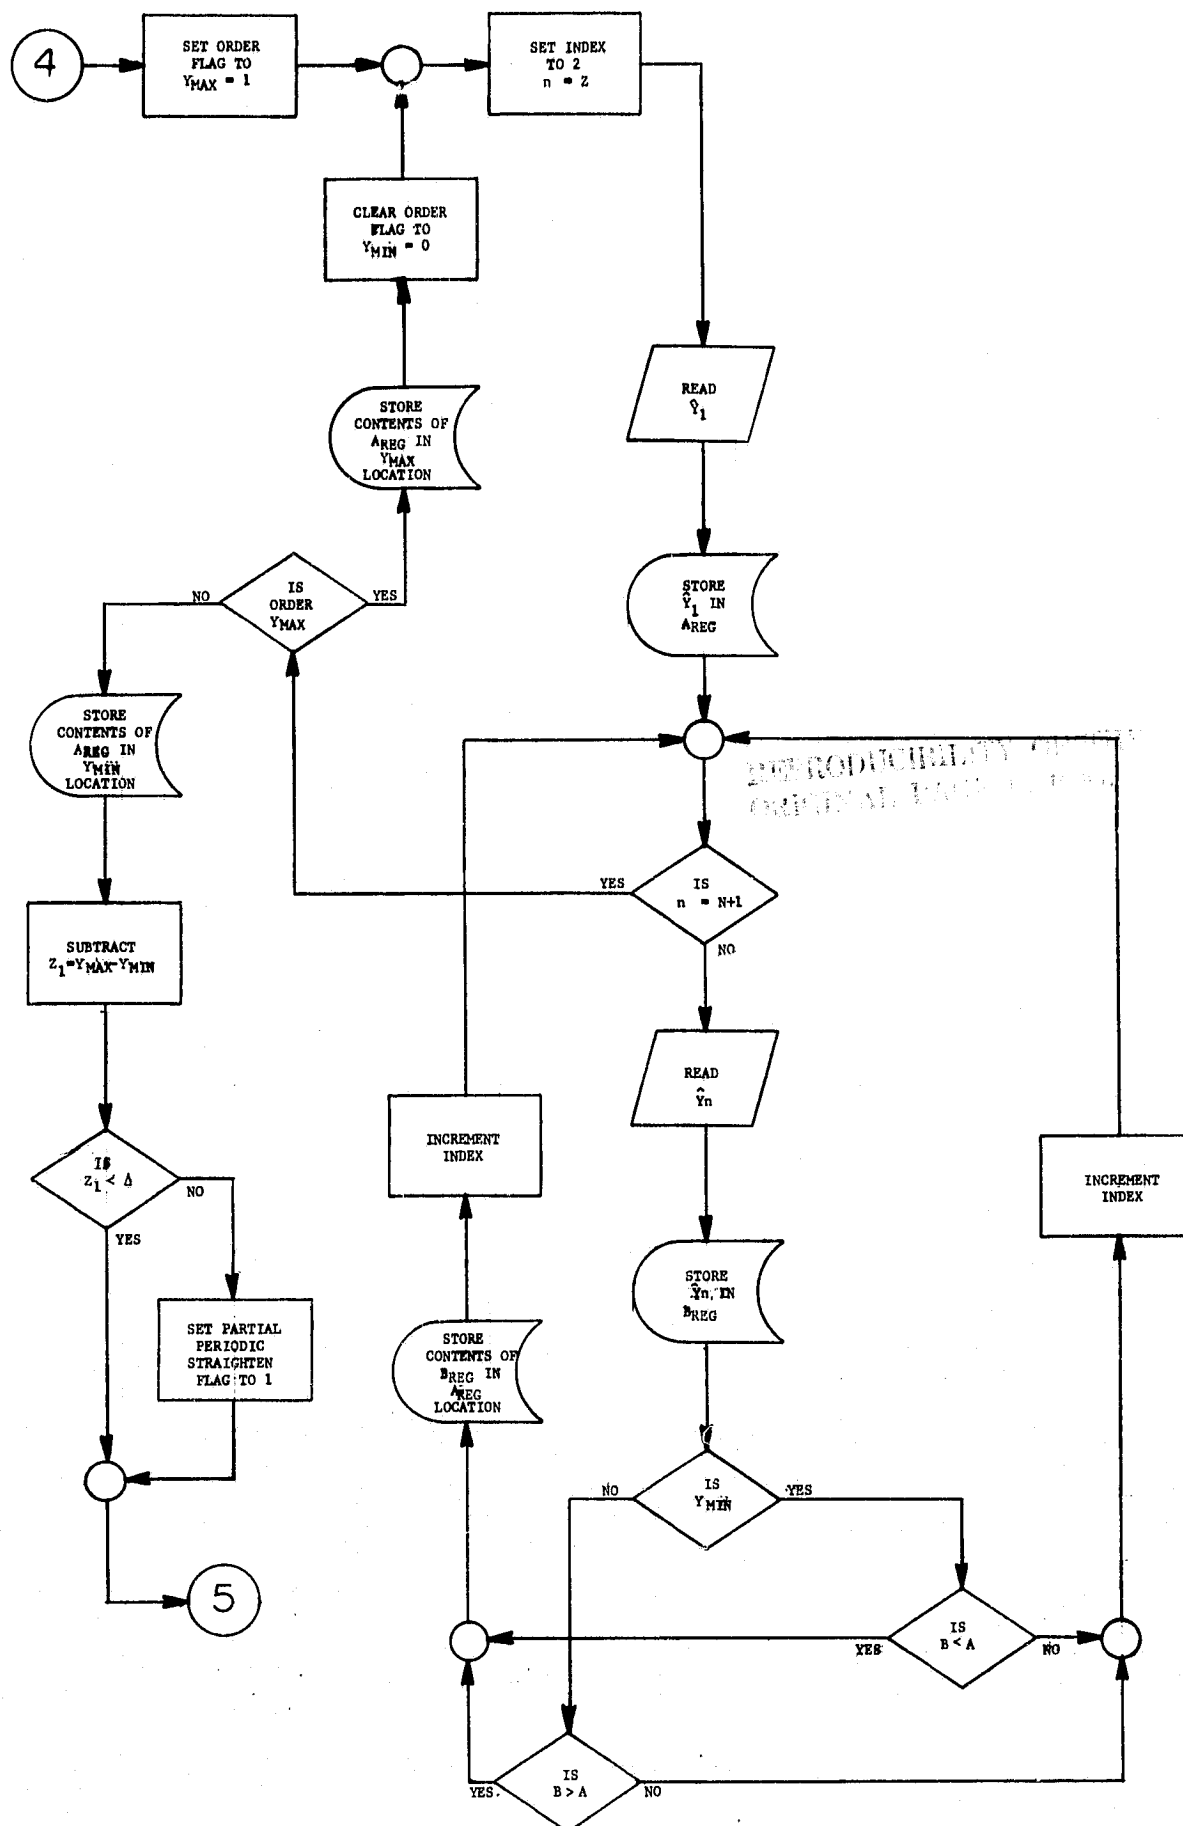 4
SET ORDER
FLAG TO
YMAX = 1
SET INDEX
TO 2
n = Z
CLEAR ORDER
FLAG TO
YMIN = 0
READ
Ŷ1
STORE
CONTENTS OF
AREG IN
YMAX
LOCATION
STORE
Ŷ1 IN
AREG
IS
ORDER
YMAX
NO
YES
STORE
CONTENTS OF
AREG IN
YMIN
LOCATION
REPRODUCIBILITY
ORIGINAL
IS
n = N+1
YES
NO
SUBTRACT
Z1=YMAX-YMIN
READ
Ŷn
INCREMENT
INDEX
INCREMENT
INDEX
IS
Z1 < Δ
NO
YES
STORE
Ŷn, IN
BREG
SET PARTIAL
PERIODIC
STRAIGHTEN
FLAG TO 1
STORE
CONTENTS OF
BREG IN
AREG
LOCATION
IS
YMIN
NO
YES
5
IS
B < A
YES
NO
IS
B > A
YES
NO